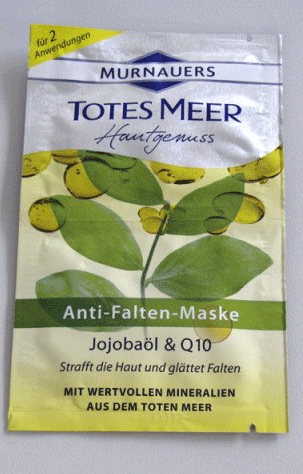 für 2
Anwendungen
MURNAUERS
TOTES MEER
Hautgenuss
Anti-Falten-Maske
Jojobaöl & Q10
Strafft die Haut und glättet Falten
MIT WERTVOLLEN MINERALIEN
AUS DEM TOTEN MEER